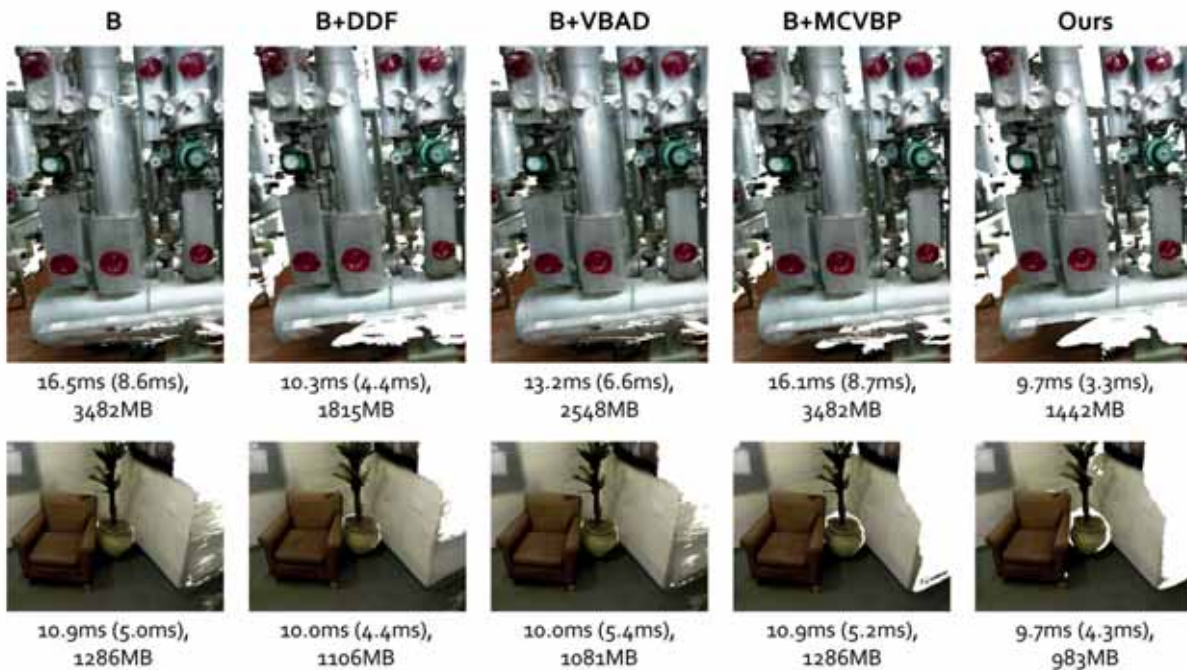 B B+DDF B+VBAD B+MCVBP Ours
16.5ms (8.6ms), 10.3ms (4.4ms), 13.2ms (6.6ms), 16.1ms (8.7ms), 9.7ms (3.3ms),
3482MB 1815MB 2548MB 3482MB 1442MB
10.9ms (5.0ms), 10.0ms (4.4ms), 10.0ms (5.4ms), 10.9ms (5.2ms), 9.7ms (4.3ms),
1286MB 1106MB 1081MB 1286MB 983MB